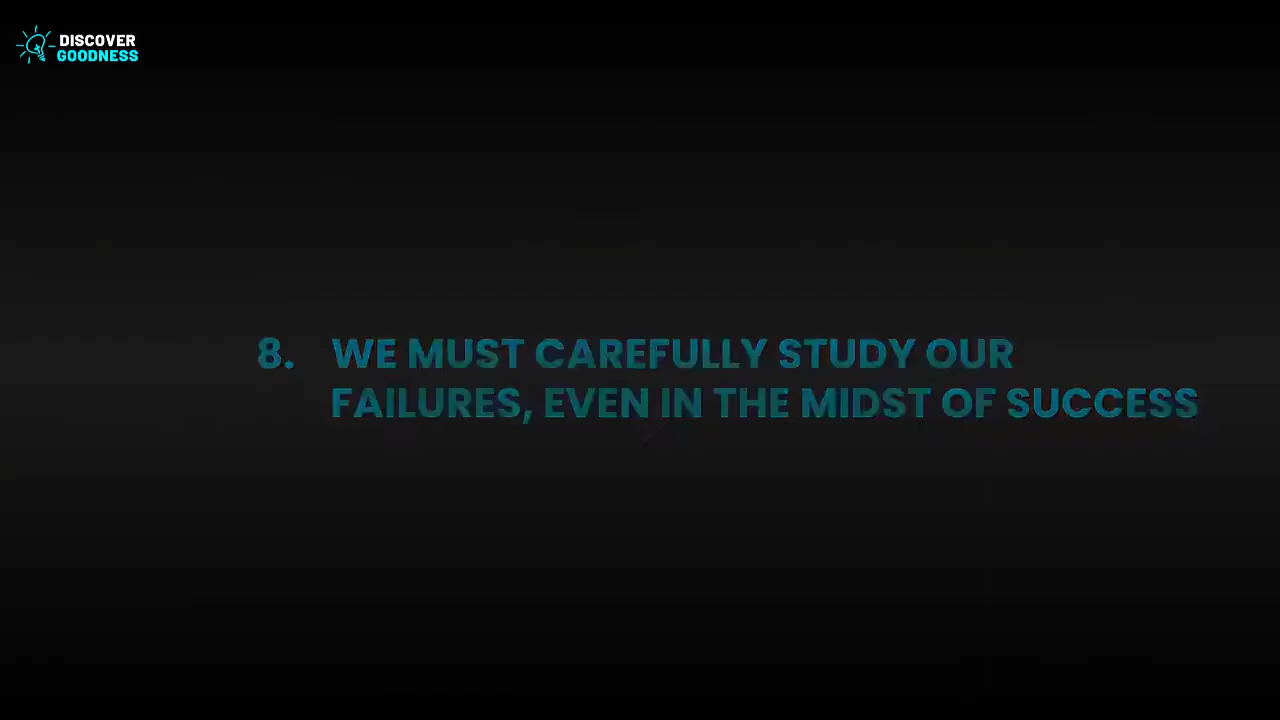 DISCOVER
GOODNESS
8. WE MUST CAREFULLY STUDY OUR
FAILURES, EVEN IN THE MIDST OF SUCCESS